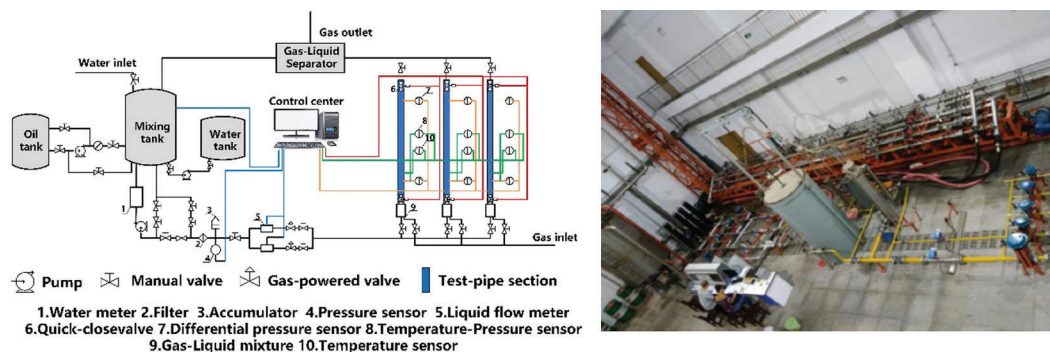 Gas outlet
Gas-Liquid
Separator
Water inlet
Control center
Oil
tank
Mixing
tank
Water
tank
6
7
8
10
9
1
2
3
4
5
Gas inlet
Pump
Manual valve
Gas-powered valve
Test-pipe section
1.Water meter 2.Filter 3.Accumulator 4.Pressure sensor 5.Liquid flow meter
6.Quick-closevalve 7.Differential pressure sensor 8.Temperature-Pressure sensor
9.Gas-Liquid mixture 10.Temperature sensor